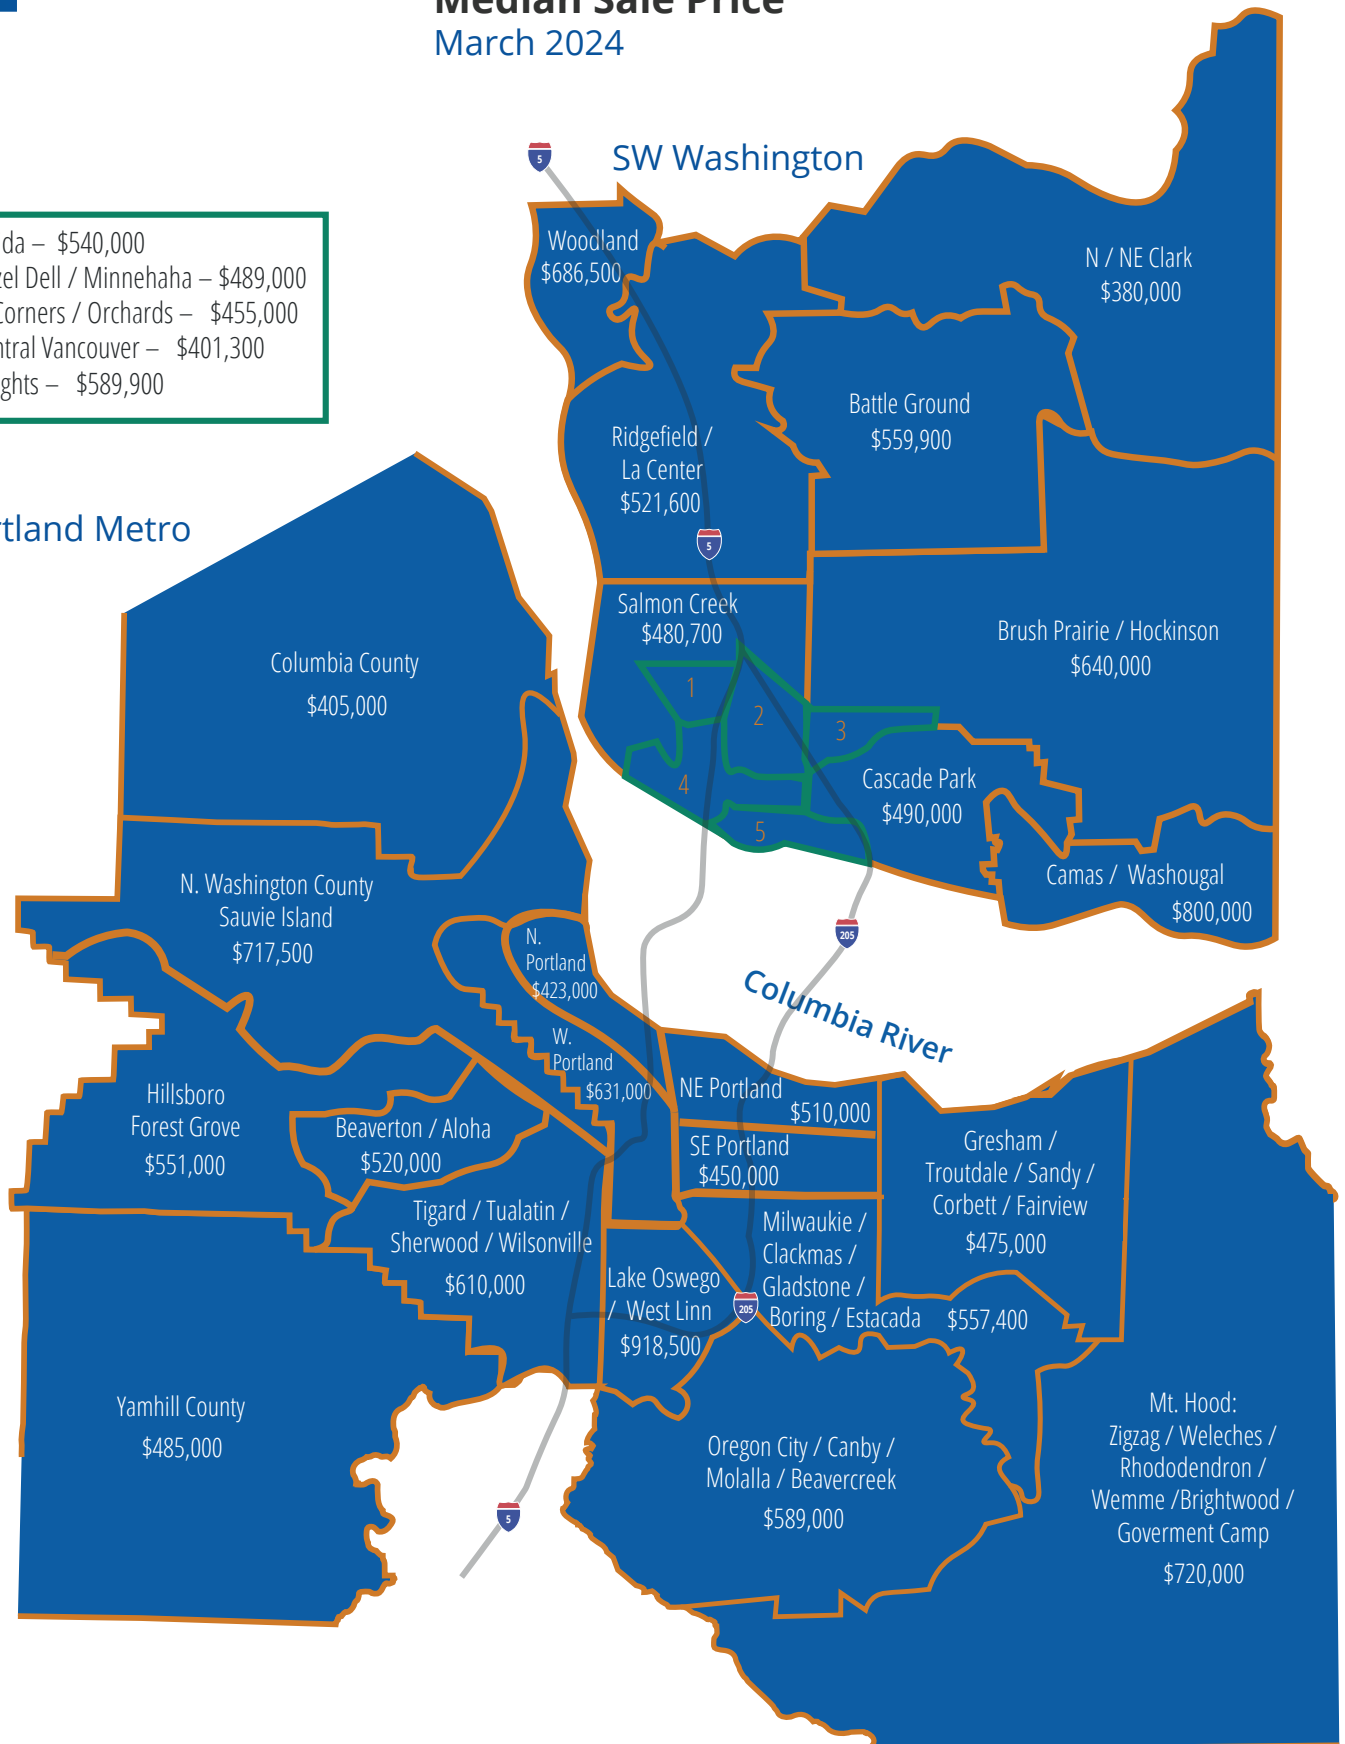 Median Sale Price
March 2024
SW Washington
Woodland
$686,500
N / NE Clark
$380,000
da – $540,000
zel Dell / Minnehaha – $489,000
Corners / Orchards – $455,000
ntral Vancouver – $401,300
ghts – $589,900
Battle Ground
$559,900
Ridgefield /
La Center
$521,600
rtland Metro
Salmon Creek
$480,700
Brush Prairie / Hockinson
$640,000
Columbia County
$405,000
1
2
3
4
5
Cascade Park
$490,000
Camas / Washougal
$800,000
N. Washington County
Sauvie Island
$717,500
N.
Portland
$423,000
Columbia River
W.
Portland
$631,000
NE Portland
$510,000
SE Portland
$450,000
Hillsboro
Forest Grove
$551,000
Beaverton / Aloha
$520,000
Gresham /
Troutdale / Sandy /
Corbett / Fairview
$475,000
Tigard / Tualatin /
Sherwood / Wilsonville
$610,000
Milwaukie /
Clackmas /
Gladstone /
Boring / Estacada $557,400
Lake Oswego
/ West Linn
$918,500
Yamhill County
$485,000
Oregon City / Canby /
Molalla / Beavercreek
$589,000
Mt. Hood:
Zigzag / Weleches /
Rhododendron /
Wemme /Brightwood /
Goverment Camp
$720,000
5
5
205
205
5